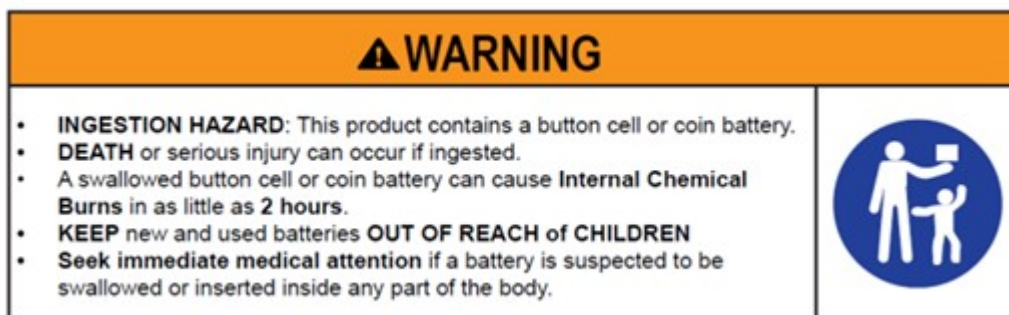 ⚠WARNING
• INGESTION HAZARD: This product contains a button cell or coin battery.
• DEATH or serious injury can occur if ingested.
• A swallowed button cell or coin battery can cause Internal Chemical
Burns in as little as 2 hours.
• KEEP new and used batteries OUT OF REACH of CHILDREN
• Seek immediate medical attention if a battery is suspected to be
swallowed or inserted inside any part of the body.